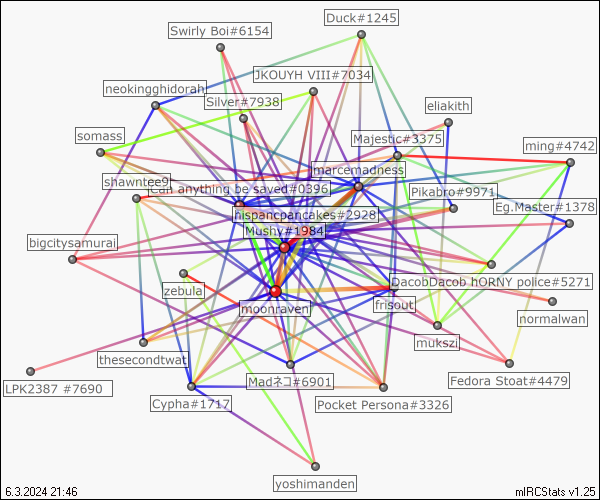 Duck#1245
Swirly Boi#6154
JKOUYH VIII#7034
neokingghidorah
Silver#7938
eliakith
somass
Majestic#3375
ming#4742
marcemadness
shawntee9
Can anything be saved#0396
Pikabro#9971
hispanicpancakes#2928
Eg.Master#1378
Mushy#1984
bigcitysamurai
zebula
DacobDacob hORNY police#5271
moonraven
frisout
normalwan
mukszi
thesecondtwat
LPK2387 #7690
Madネコ#6901
Fedora Stoat#4479
Cypha#1717
Pocket Persona#3326
yoshimanden
6.3.2024 21:46
mIRCStats v1.25